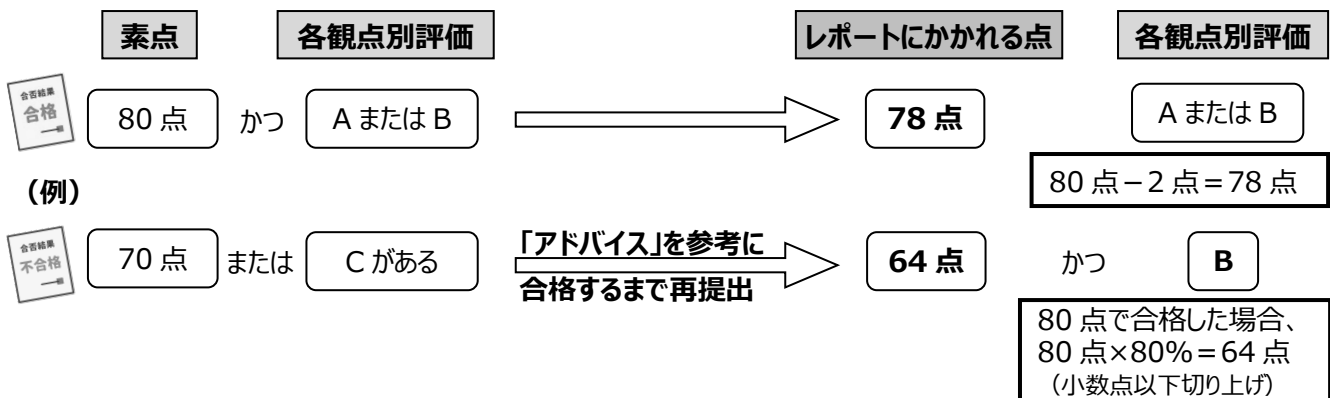 素点 各観点別評価 レポートにかかれる点 各観点別評価
合否結果
合格
80 点 かつ A または B 78 点 A または B
80 点－2 点＝78 点
（例）
合否結果
不合格
70 点 または C がある 「アドバイス」を参考に 64 点 かつ B
合格するまで再提出
80 点で合格した場合、
80 点×80%＝64 点
（小数点以下切り上げ）